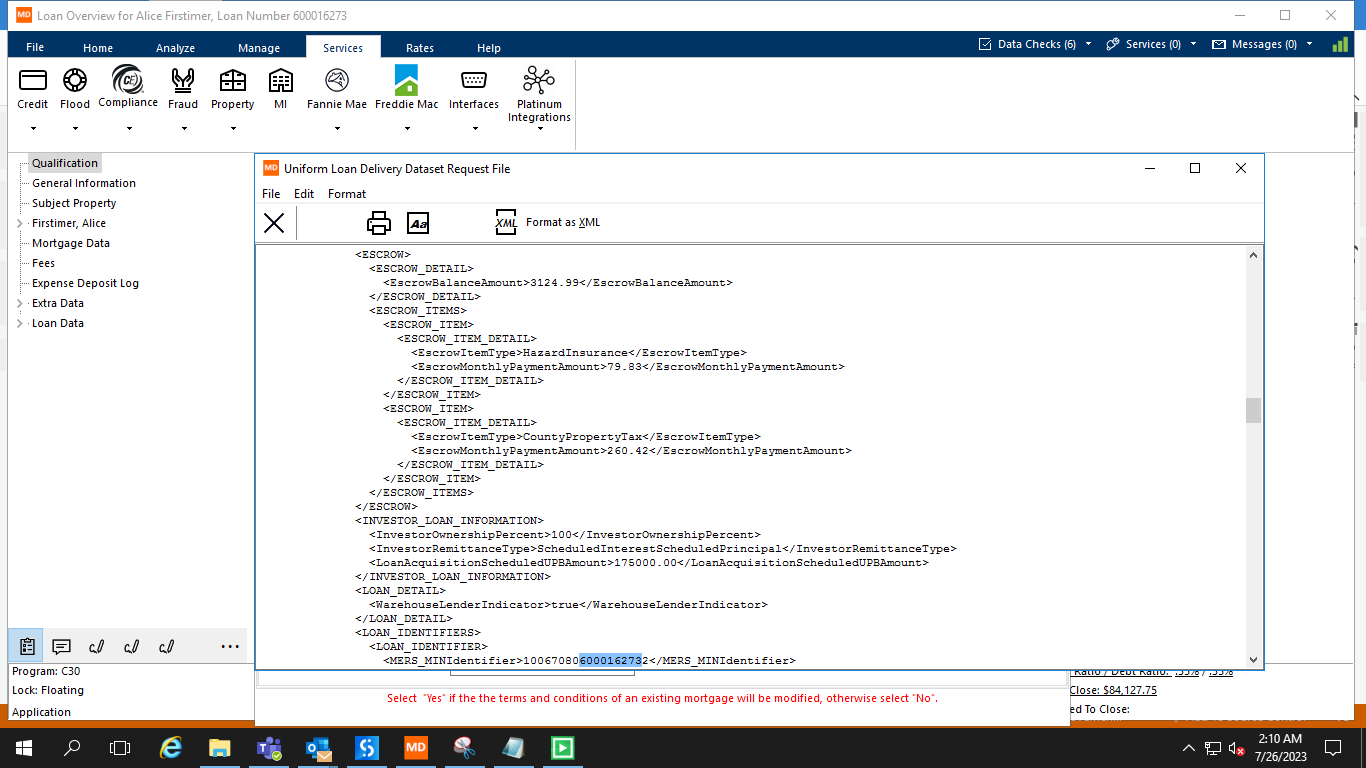 MD Loan Overview for Alice Firstimer, Loan Number 600016273
File Home Analyze Manage Services Rates Help Data Checks (6) Services (0) Messages (0)
Credit Flood Compliance Fraud Property MI Fannie Mae Freddie Mac Interfaces Platinum Integrations
Qualification
General Information
Subject Property
Firstimer, Alice
Mortgage Data
Fees
Expense Deposit Log
Extra Data
Loan Data
MD Uniform Loan Delivery Dataset Request File
File Edit Format
Aa XML Format as XML
<ESCROW>
<ESCROW_DETAIL>
<EscrowBalanceAmount>3124.99</EscrowBalanceAmount>
</ESCROW_DETAIL>
<ESCROW_ITEMS>
<ESCROW_ITEM>
<ESCROW_ITEM_DETAIL>
<EscrowItemType>HazardInsurance</EscrowItemType>
<EscrowMonthlyPaymentAmount>79.83</EscrowMonthlyPaymentAmount>
</ESCROW_ITEM_DETAIL>
</ESCROW_ITEM>
<ESCROW_ITEM>
<ESCROW_ITEM_DETAIL>
<EscrowItemType>CountyPropertyTax</EscrowItemType>
<EscrowMonthlyPaymentAmount>260.42</EscrowMonthlyPaymentAmount>
</ESCROW_ITEM_DETAIL>
</ESCROW_ITEM>
</ESCROW_ITEMS>
</ESCROW>
<INVESTOR_LOAN_INFORMATION>
<InvestorOwnershipPercent>100</InvestorOwnershipPercent>
<InvestorRemittanceType>ScheduledInterestScheduledPrincipal</InvestorRemittanceType>
<LoanAcquisitionScheduledUPBAmount>175000.00</LoanAcquisitionScheduledUPBAmount>
</INVESTOR_LOAN_INFORMATION>
<LOAN_DETAIL>
<WarehouseLenderIndicator>true</WarehouseLenderIndicator>
</LOAN_DETAIL>
<LOAN_IDENTIFIERS>
<LOAN_IDENTIFIER>
<MERS_MINIdentifier>100670806000162732</MERS_MINIdentifier>
Program: C30
Lock: Floating
Application
Select "Yes" if the the terms and conditions of an existing mortgage will be modified, otherwise select "No".
Ratio / Debt Ratio:
Close: $84,127.75
ed To Close:
MD
2:10 AM
7/26/2023